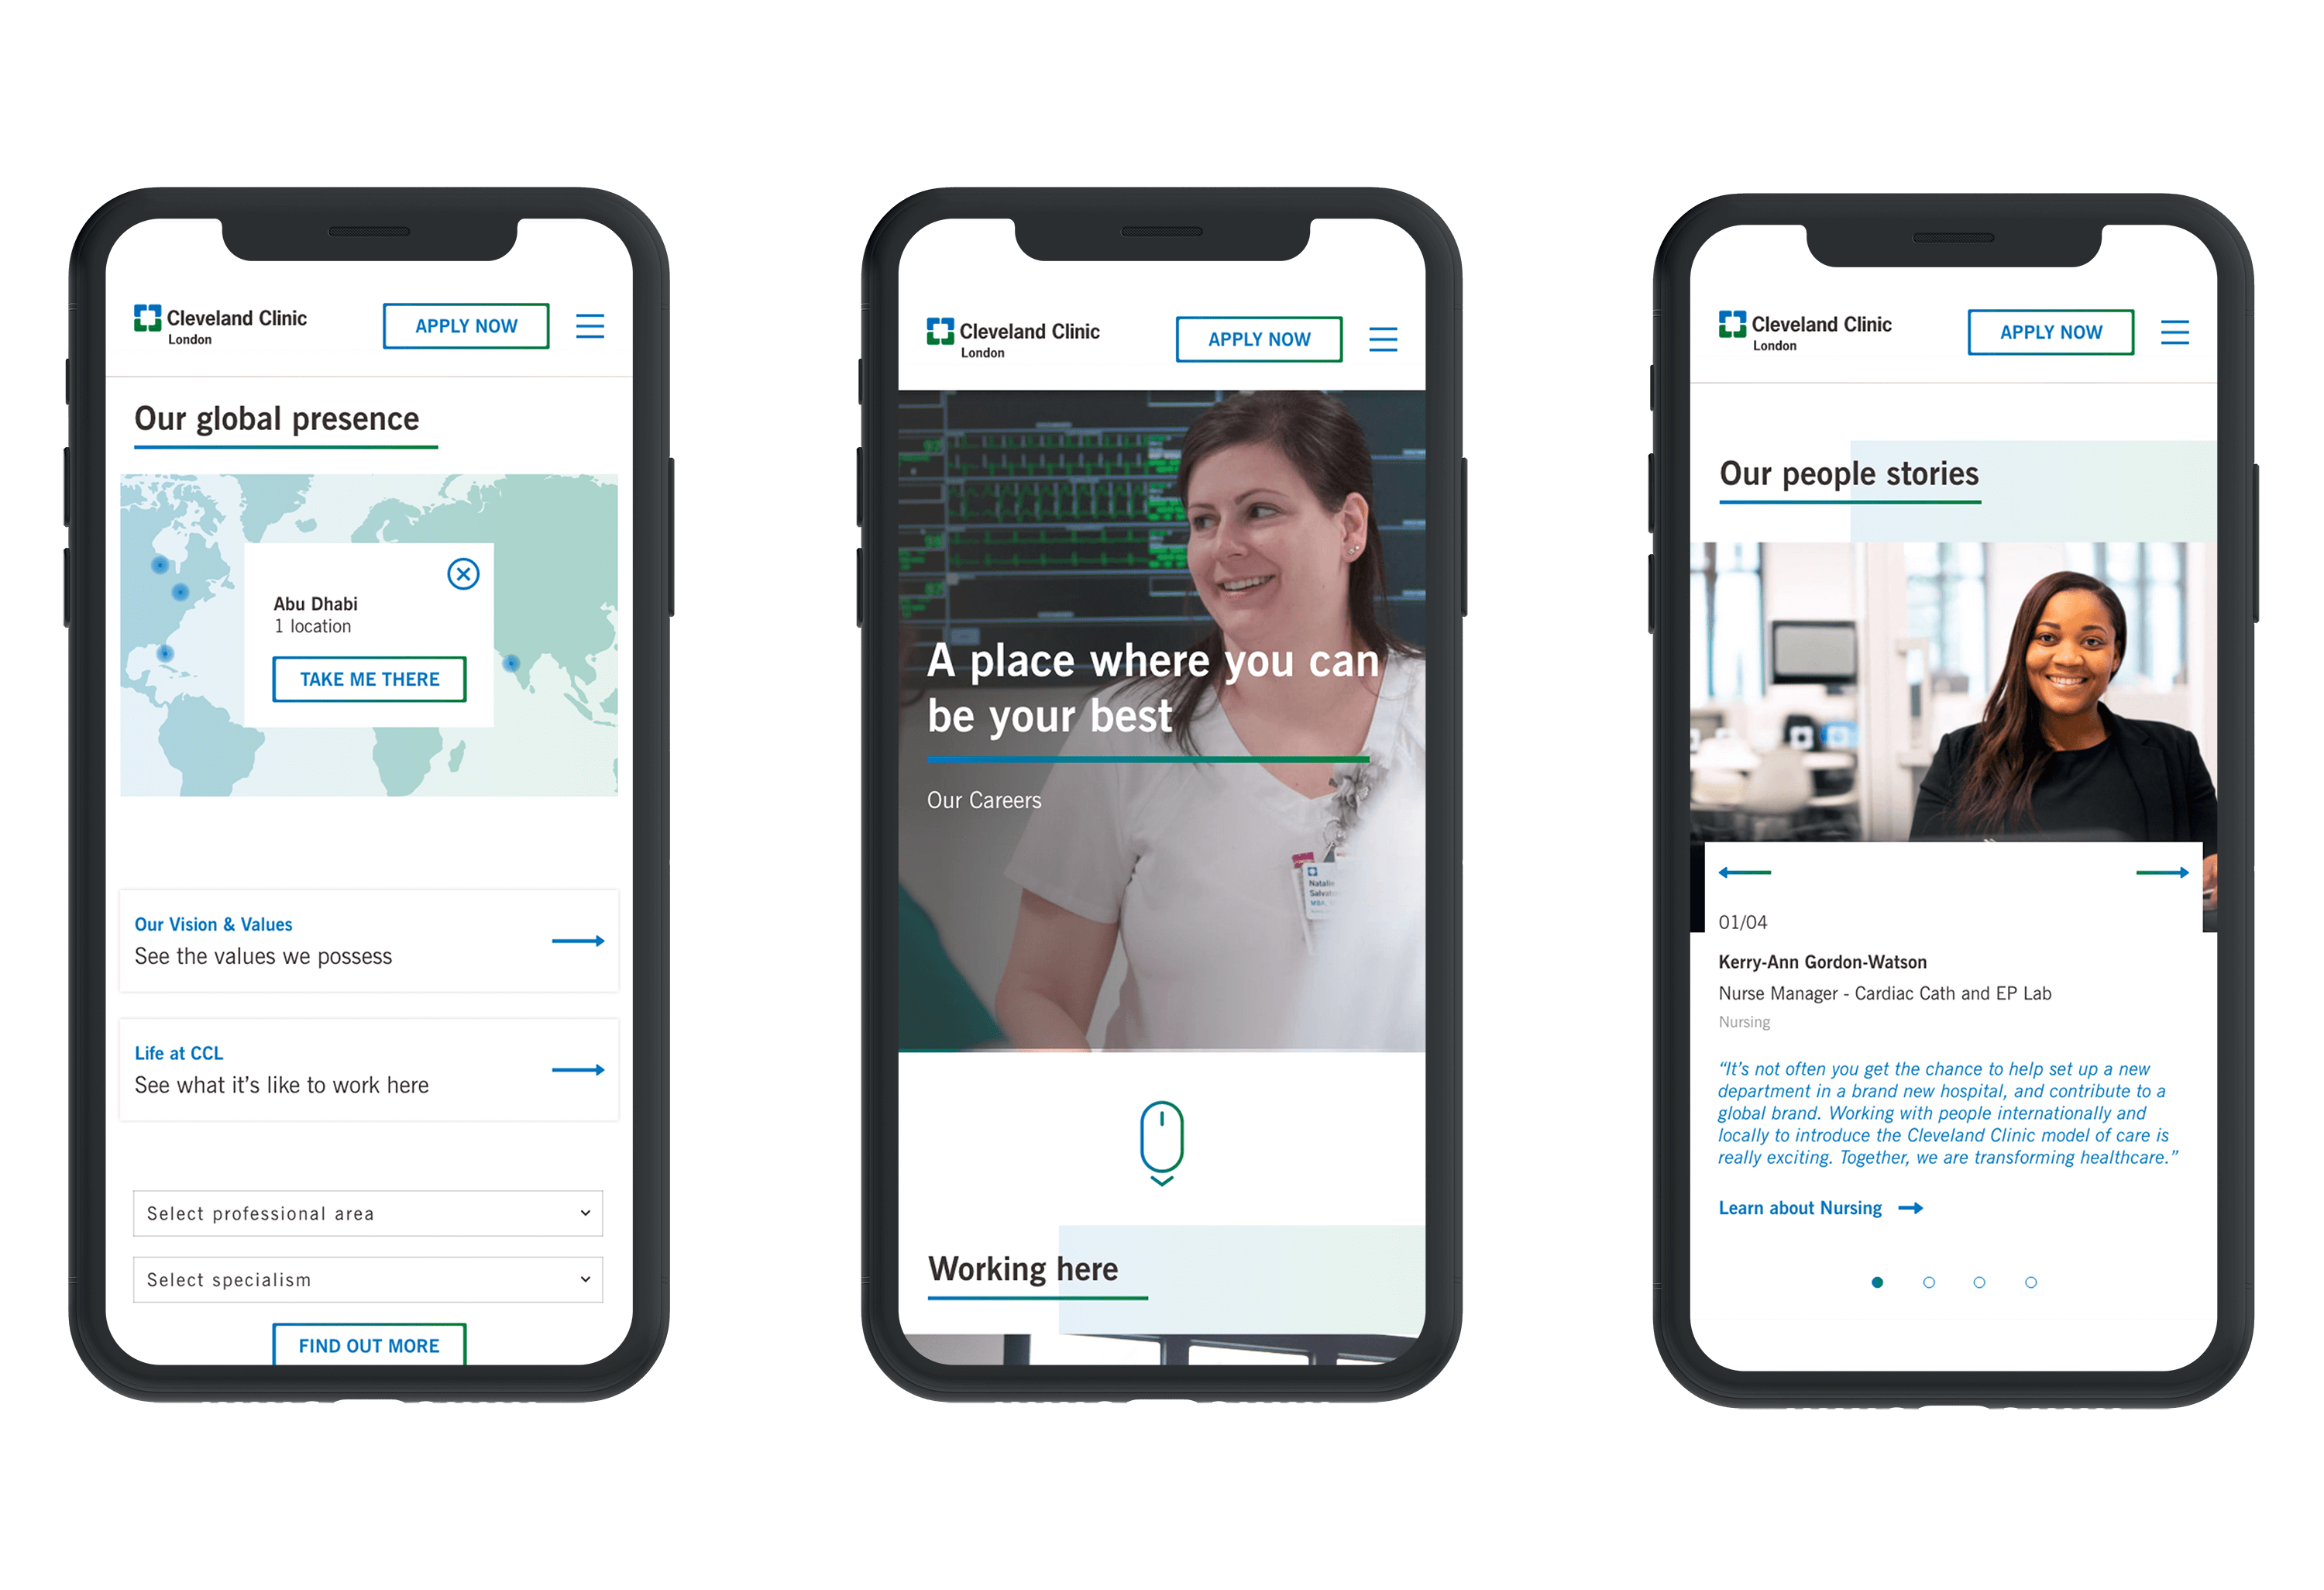 Cleveland Clinic
London
APPLY NOW
Our global presence
Abu Dhabi
1 location
TAKE ME THERE
Our Vision & Values
See the values we possess
Life at CCL
See what it's like to work here
Select professional area
Select specialism
FIND OUT MORE
Cleveland Clinic
London
APPLY NOW
A place where you can
be your best
Our Careers
Natalie
MBA,
Working here
Cleveland Clinic
London
APPLY NOW
Our people stories
01/04
Kerry-Ann Gordon-Watson
Nurse Manager - Cardiac Cath and EP Lab
Nursing
“It’s not often you get the chance to help set up a new
department in a brand new hospital, and contribute to a
global brand. Working with people internationally and
locally to introduce the Cleveland Clinic model of care is
really exciting. Together, we are transforming healthcare.”
Learn about Nursing